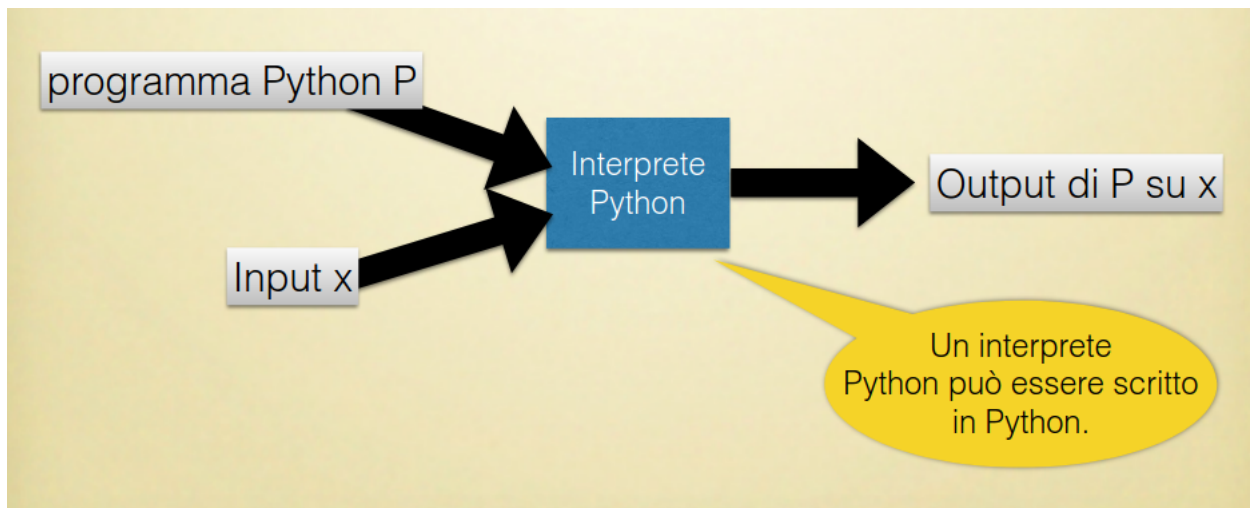 programma Python P
Interprete
Python
Output di P su x
Input x
Un interprete
Python può essere scritto
in Python.